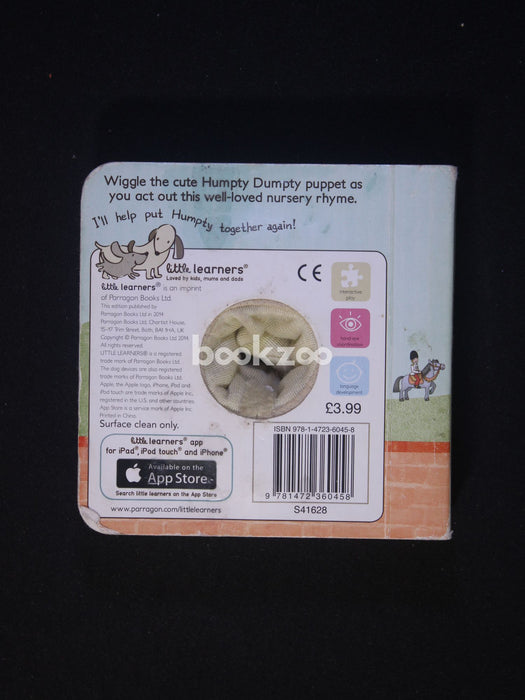 Wiggle the cute Humpty Dumpty puppet as
you act out this well-loved nursery rhyme.
I'll help put Humpty together again!
little learners®
Loved by kids, mums and dads
little learners® is an imprint
of Parragon Books Ltd.
This edition published by
Parragon Books Ltd in 2014
Parragon Books Ltd, Chartist House,
15-17 Trim Street, Bath, BA1 1HA, UK
Copyright © Parragon Books Ltd 2014
All rights reserved.
LITTLE LEARNERS® is a registered
trade mark of Parragon Books Ltd.
The dog devices are also registered
trade marks of Parragon Books Ltd.
Apple, the Apple logo, iPhone, iPod and
iPod touch are trade marks of Apple Inc.,
registered in the U.S. and other countries.
App Store is a service mark of Apple Inc.
Printed in China.
Surface clean only.
CE
interactive
play
hand-eye
coordination
language
development
bookzoo
£3.99
little learners® app
for iPad®, iPod touch® and iPhone®
Available on the
App Store
Search little learners on the App Store
www.parragon.com/littlelearners
ISBN 978-1-4723-6045-8
9 781472 360458
S41628